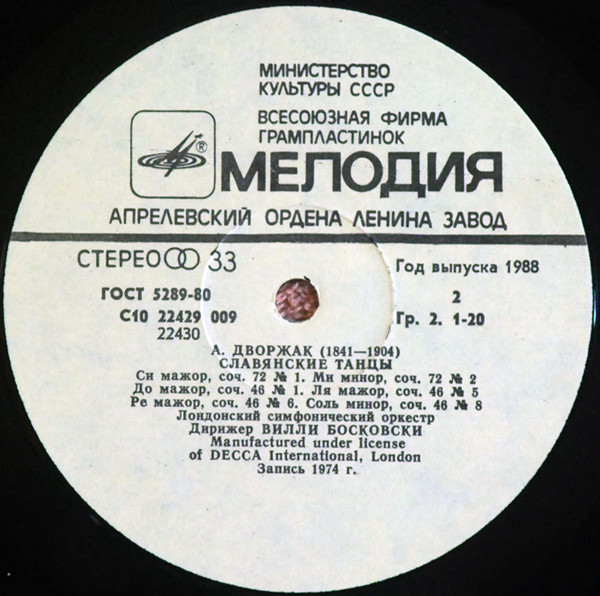 МИНИСТЕРСТВО
КУЛЬТУРЫ СССР
ВСЕСОЮЗНАЯ ФИРМА
ГРАМПЛАСТИНОК
®
МЕЛОДИЯ
АПРЕЛЕВСКИЙ ОРДЕНА ЛЕНИНА ЗАВОД
СТЕРЕО 33
Год выпуска 1988
ГОСТ 5289-80
2
С10 22429 009
Гр. 2. 1-20
22430
А. ДВОРЖАК (1841—1904)
СЛАВЯНСКИЕ ТАНЦЫ
Си мажор, соч. 72 № 1. Ми минор, соч. 72 № 2
До мажор, соч. 46 № 1. Ля мажор, соч. 46 № 5
Ре мажор, соч. 46 № 6. Соль минор, соч. 46 № 8
Лондонский симфонический оркестр
Дирижер ВИЛЛИ БОСКОВСКИ
Manufactured under license
of DECCA International, London
Запись 1974 г.